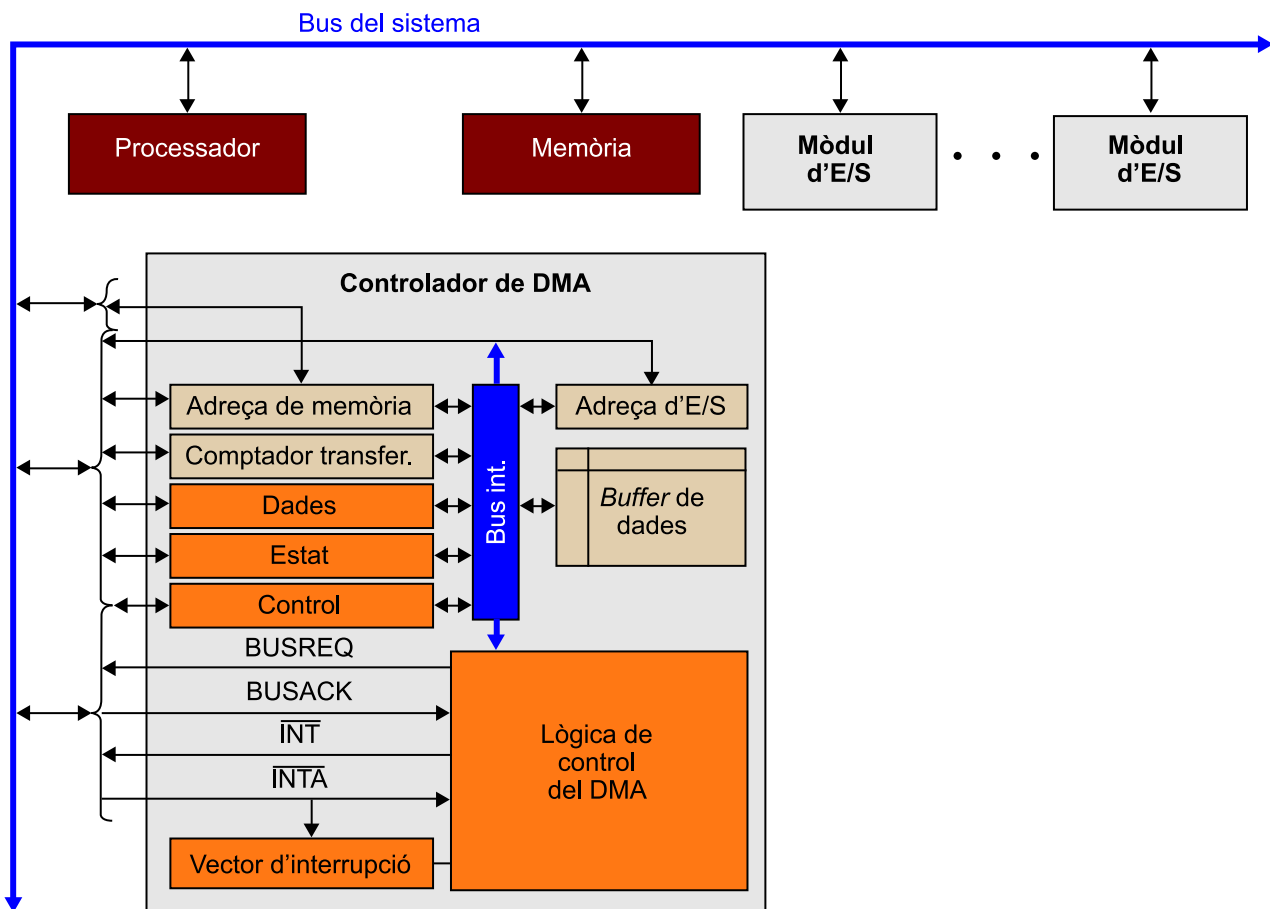 Bus del sistema
Processador
Memòria
Mòdul
d'E/S
Mòdul
d'E/S
Controlador de DMA
Adreça de memòria
Adreça d'E/S
Comptador transfer.
Dades
Estat
Control
Bus int.
Buffer de
dades
BUSREQ
BUSACK
INT
INTA
Lògica de
control
del DMA
Vector d'interrupció